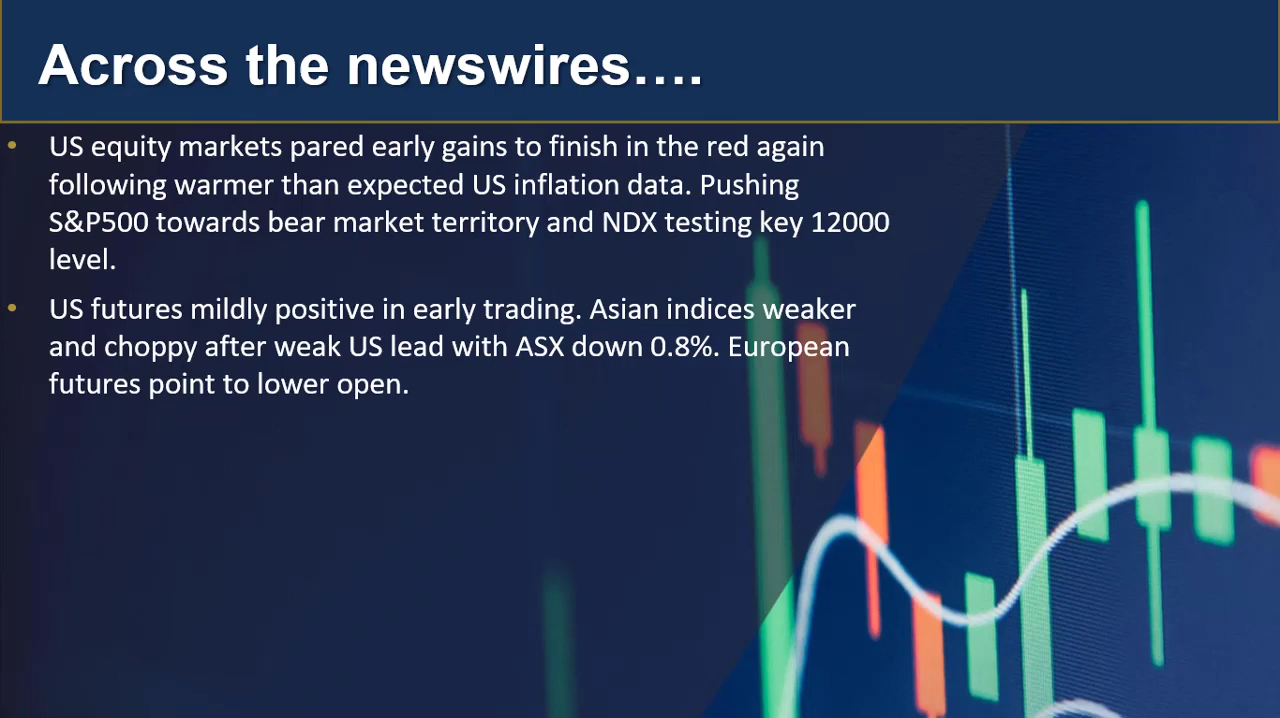 Across the newswires….
• US equity markets pared early gains to finish in the red again
following warmer than expected US inflation data. Pushing
S&P500 towards bear market territory and NDX testing key 12000
level.
• US futures mildly positive in early trading. Asian indices weaker
and choppy after weak US lead with ASX down 0.8%. European
futures point to lower open.